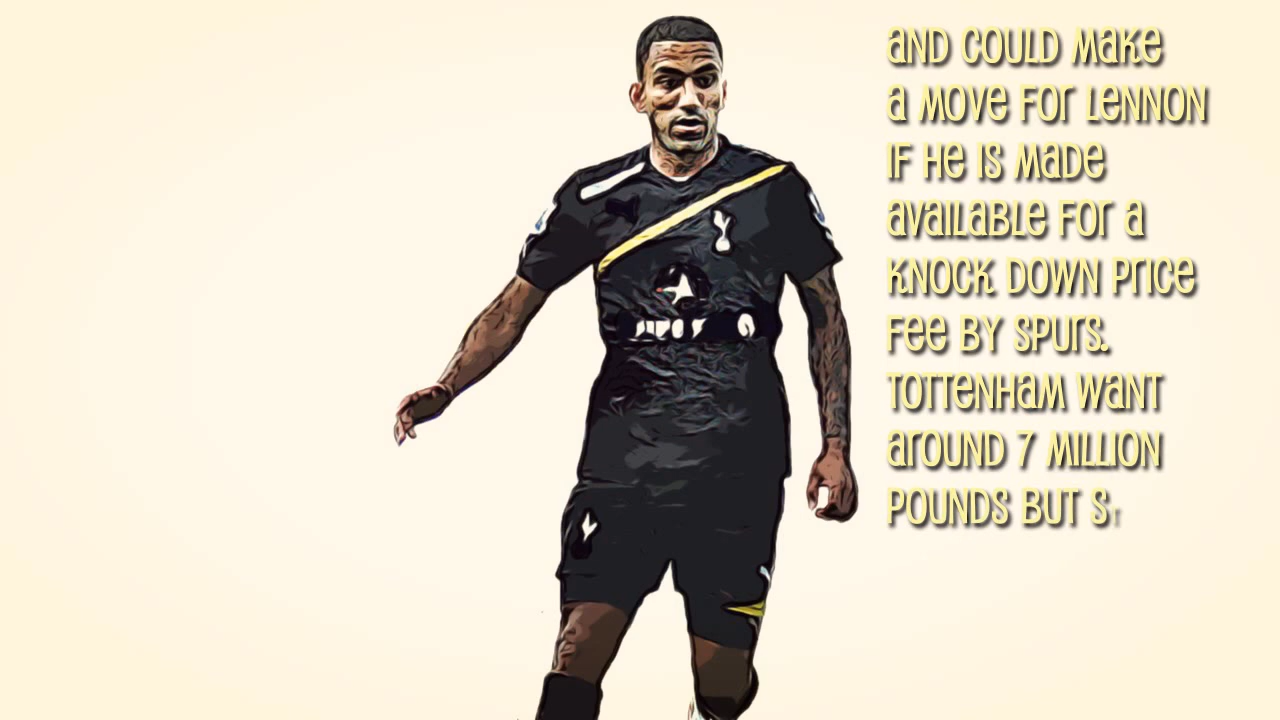 and could make
a move for Lennon
if he is made
available for a
knock down price
fee by Spurs.
Tottenham want
around 7 million
pounds but s